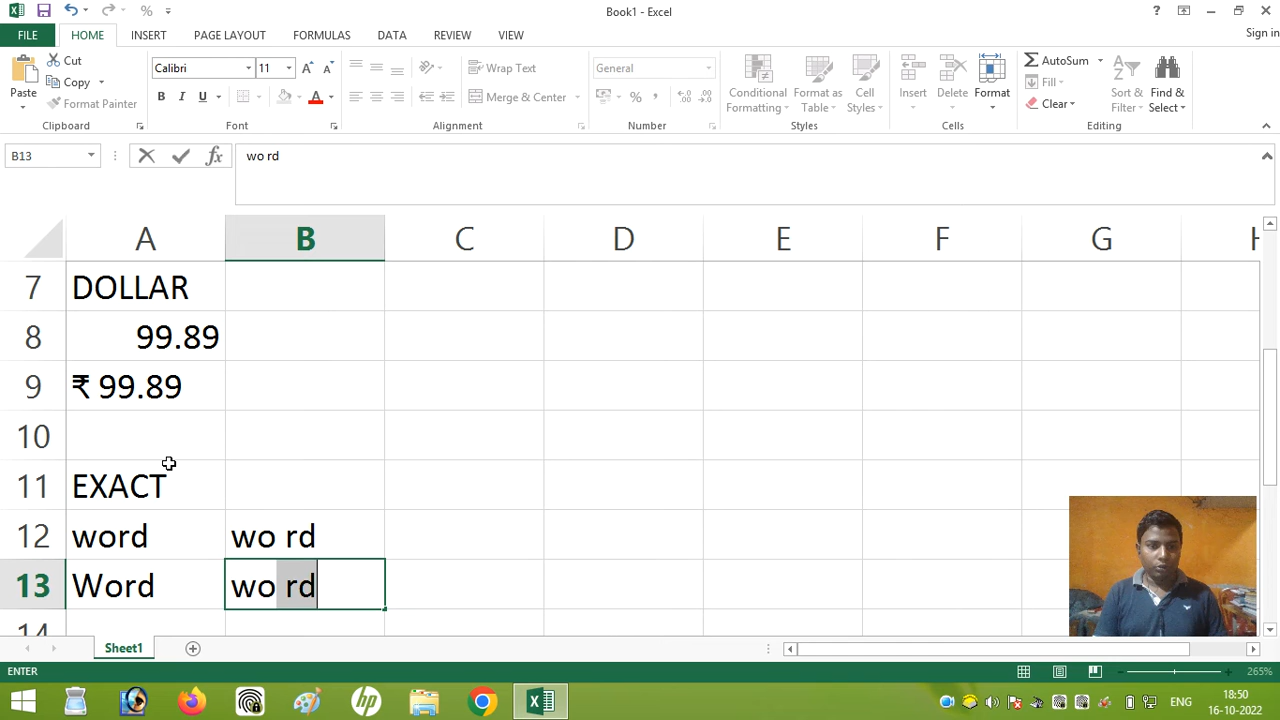 Book1 - Excel
?
FILE HOME INSERT PAGE LAYOUT FORMULAS DATA REVIEW VIEW Sign in
Paste Cut Copy Format Painter
Calibri 11
B I U A
Wrap Text
Merge & Center
General
%
Conditional Formatting
Format as Table
Cell Styles
Insert Delete Format
AutoSum
Fill
Clear
Sort & Filter
Find & Select
Clipboard Font Alignment Number Styles Cells Editing
B13 fx wo rd
A B C D E F G H
7 DOLLAR
8 99.89
9 ₹ 99.89
10
11 EXACT
12 word wo rd
13 Word wo rd
14
Sheet1
ENTER 265%
hp
ENG
18:50
16-10-2022